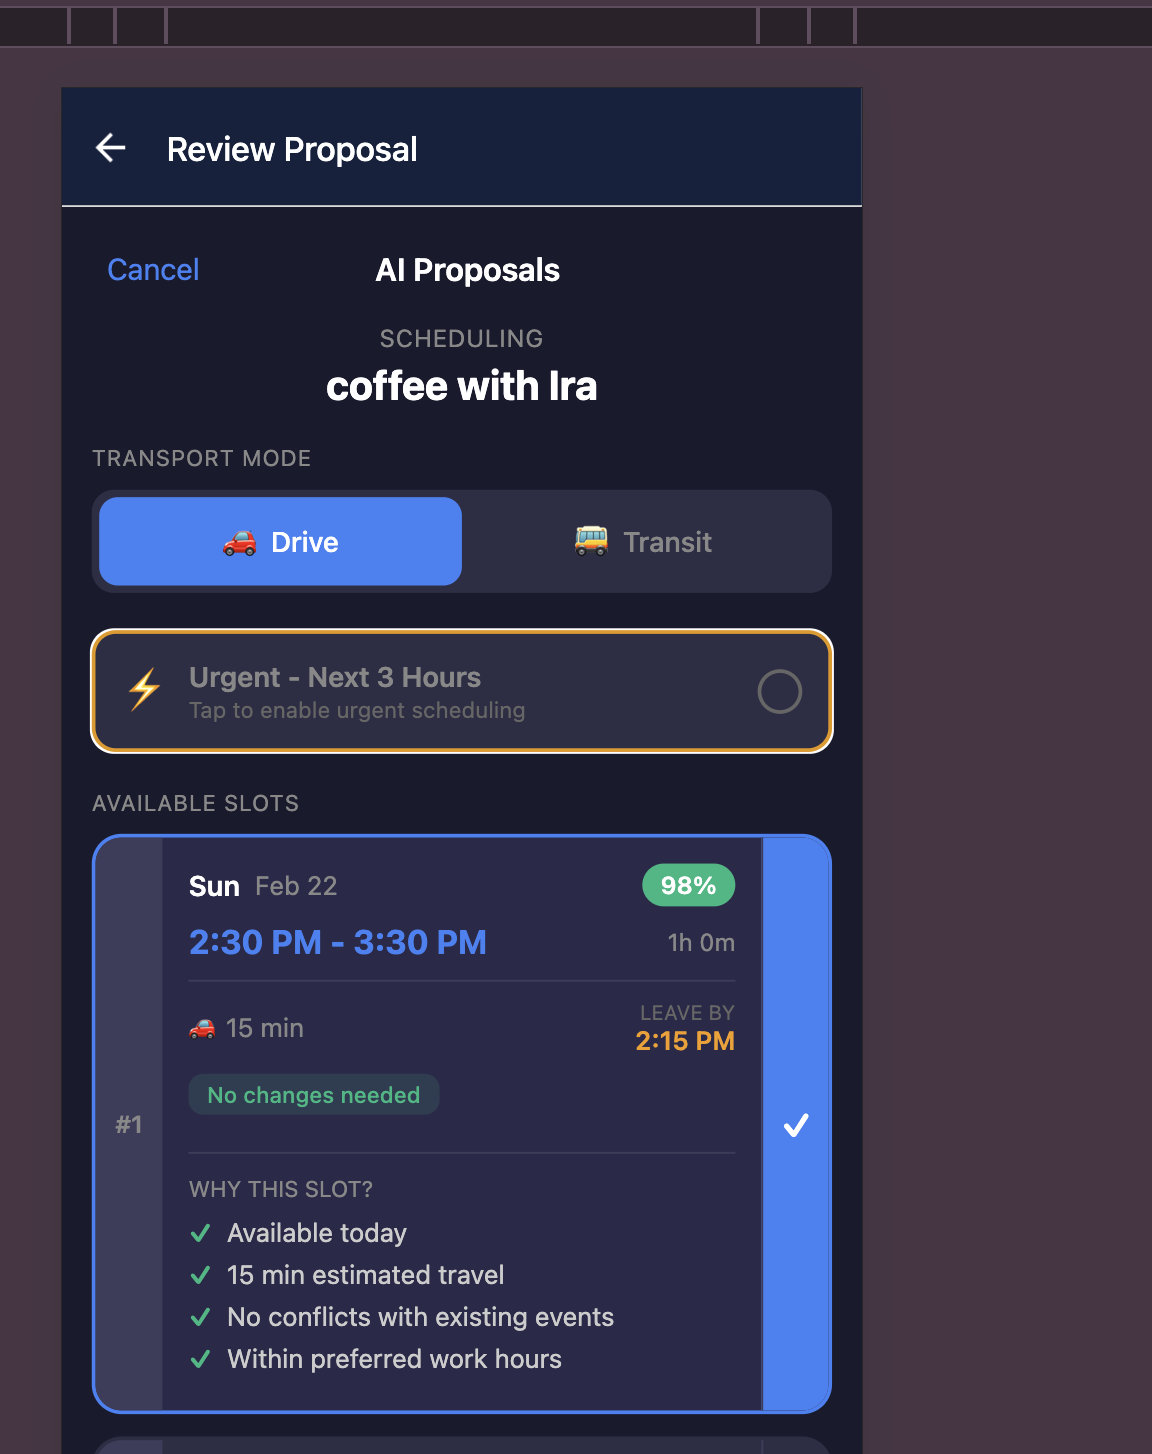 Review Proposal
Cancel
AI Proposals
SCHEDULING
coffee with Ira
TRANSPORT MODE
Drive
Transit
Urgent - Next 3 Hours
Tap to enable urgent scheduling
AVAILABLE SLOTS
#1
Sun Feb 22
98%
2:30 PM - 3:30 PM
1h 0m
15 min
LEAVE BY
2:15 PM
No changes needed
WHY THIS SLOT?
Available today
15 min estimated travel
No conflicts with existing events
Within preferred work hours